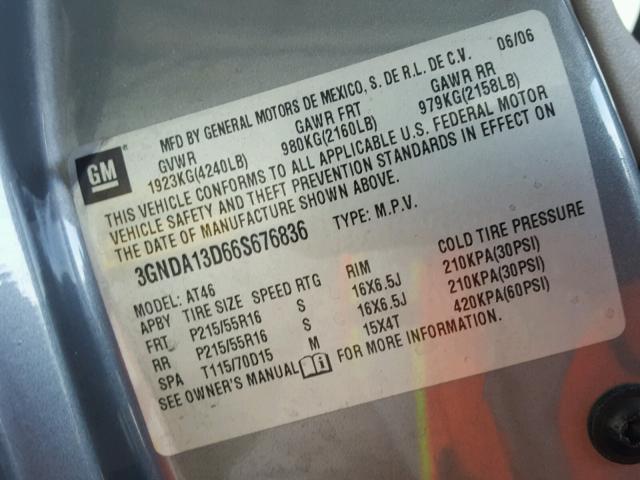 MFD BY GENERAL MOTORS DE MEXICO, S. DE R.L. DE C.V. 06/06
GVWR GAWR FRT GAWR RR
1923KG(4240LB) 980KG(2160LB) 979KG(2158LB)
THIS VEHICLE CONFORMS TO ALL APPLICABLE U.S. FEDERAL MOTOR
VEHICLE SAFETY AND THEFT PREVENTION STANDARDS IN EFFECT ON
THE DATE OF MANUFACTURE SHOWN ABOVE.
GM
3GNDA13D66S676836 TYPE: M.P.V.
MODEL: AT46
APBY TIRE SIZE SPEED RTG RIM COLD TIRE PRESSURE
FRT P215/55R16 S 16X6.5J 210KPA(30PSI)
RR P215/55R16 S 16X6.5J 210KPA(30PSI)
SPA T115/70D15 M 15X4T 420KPA(60PSI)
SEE OWNER'S MANUAL FOR MORE INFORMATION.